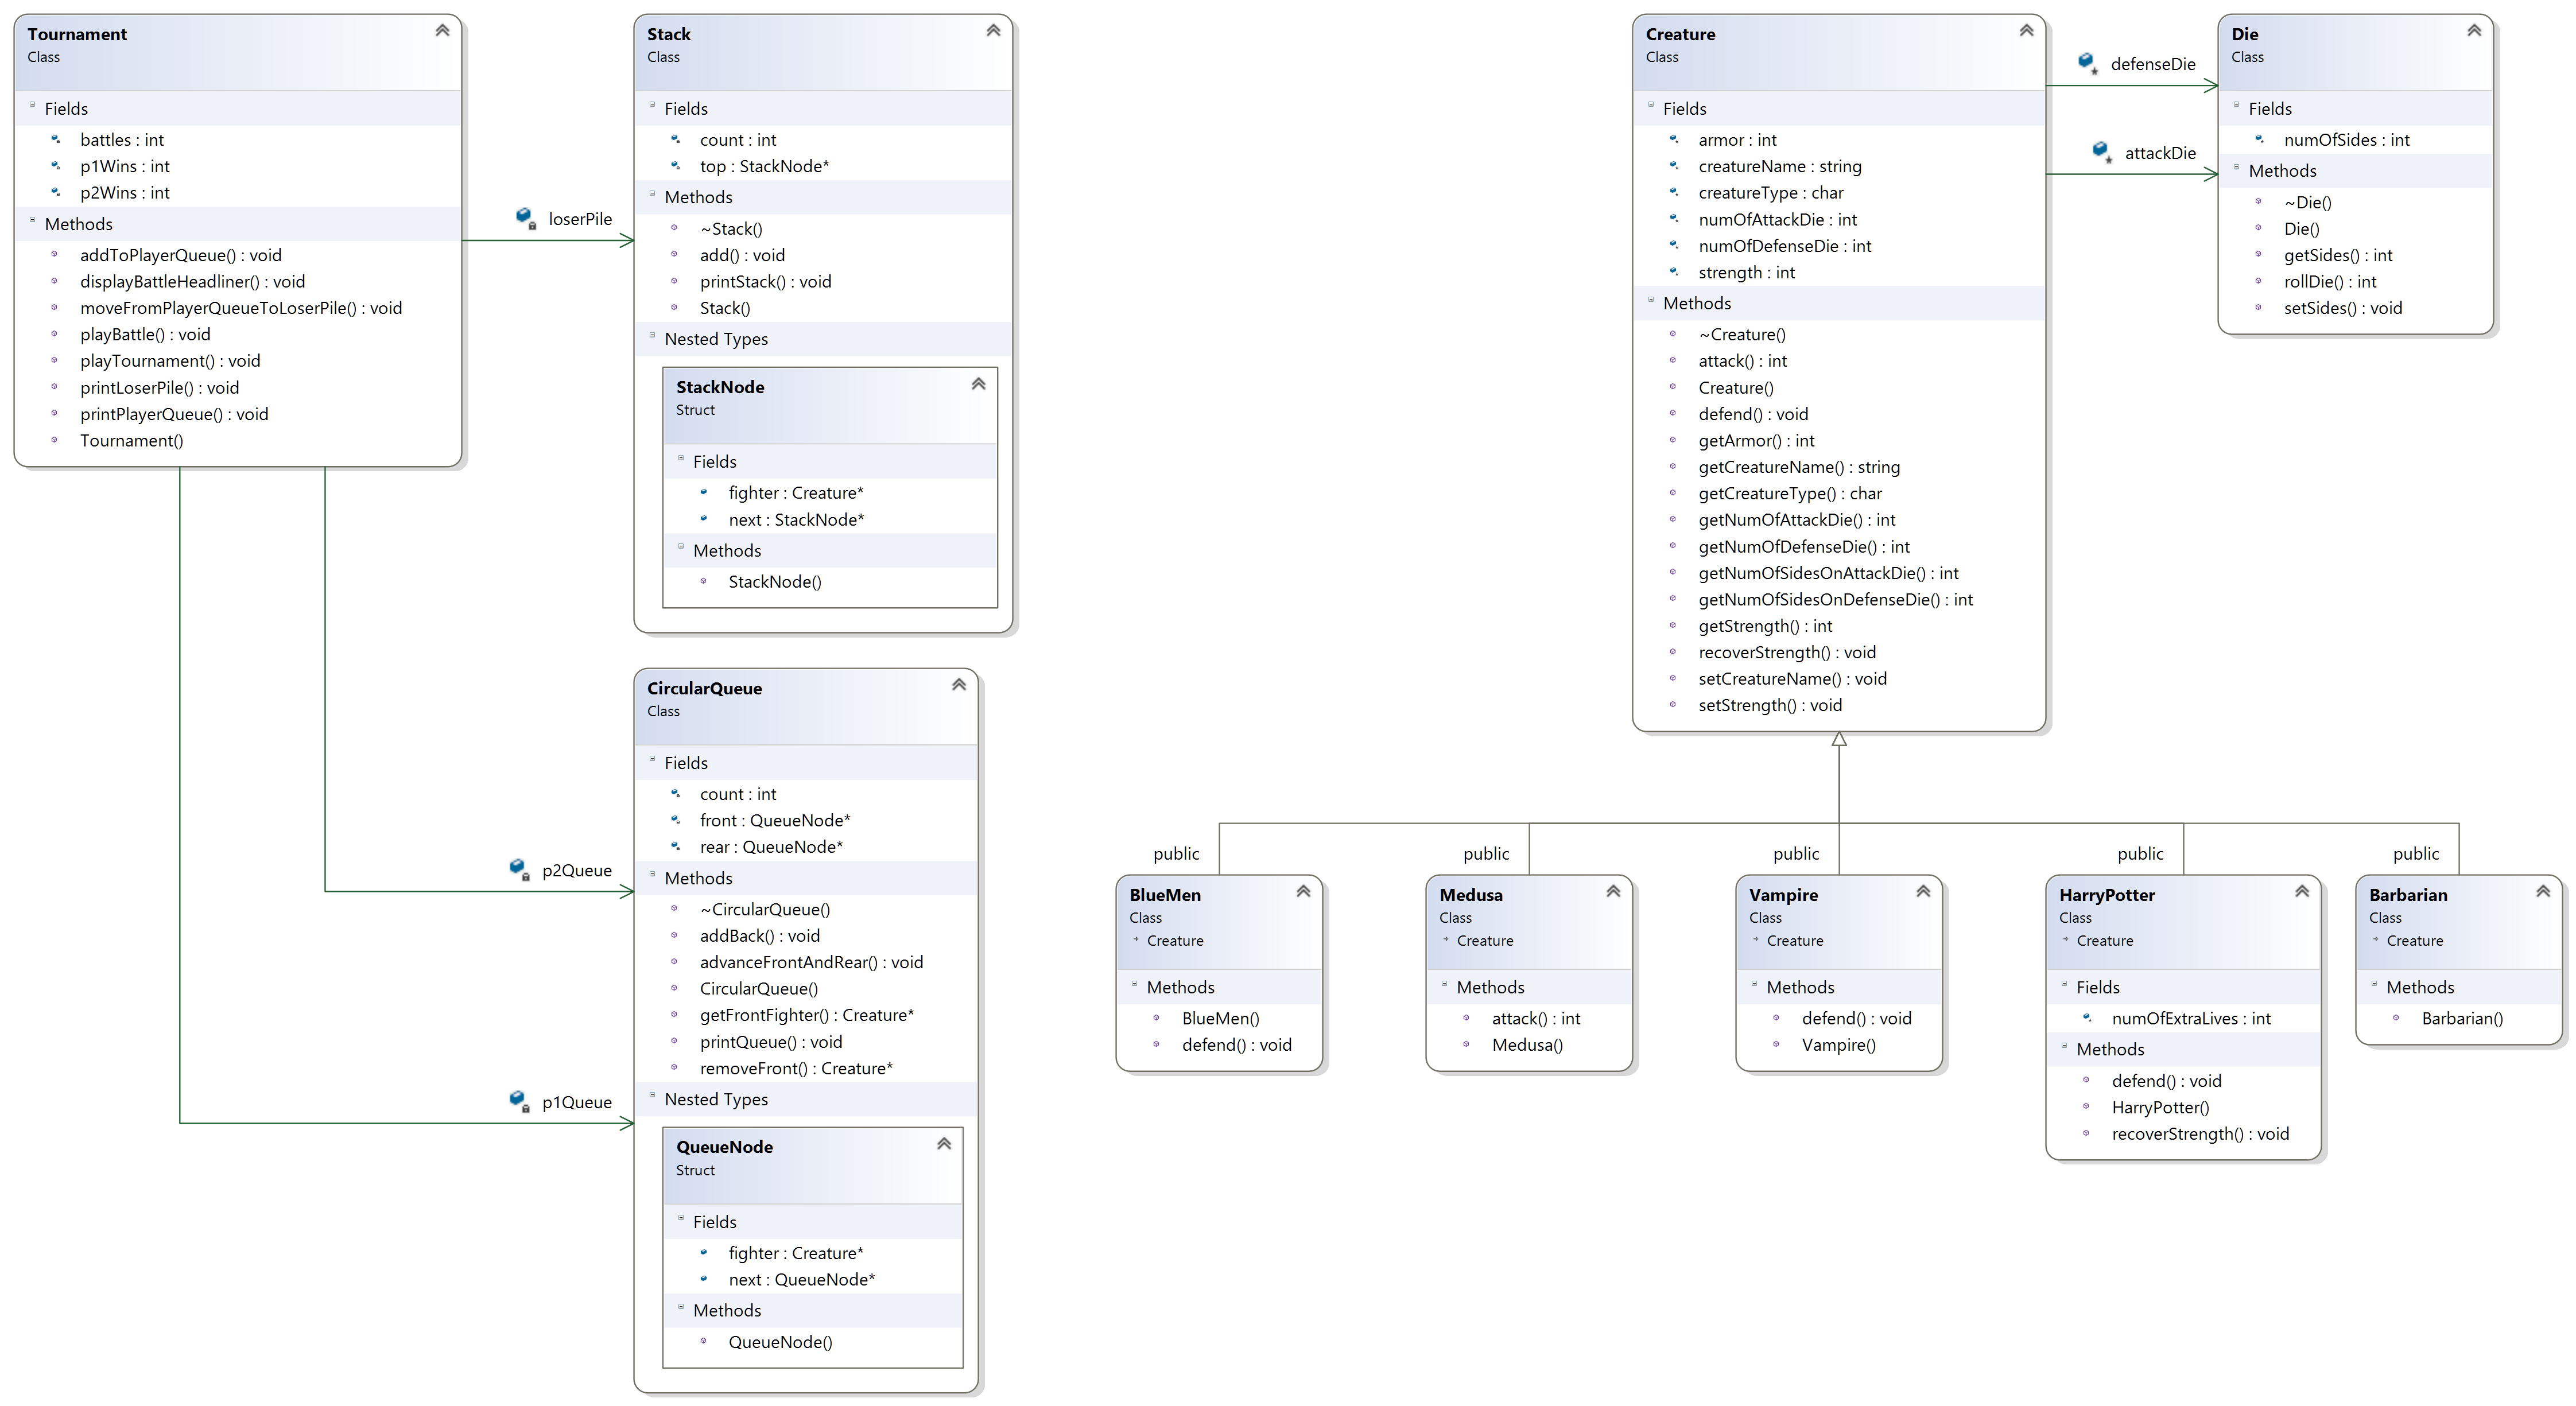 Tournament
Class
Fields
battles : int
p1Wins : int
p2Wins : int
Methods
addToPlayerQueue() : void
displayBattleHeadliner() : void
moveFromPlayerQueueToLoserPile() : void
playBattle() : void
playTournament() : void
printLoserPile() : void
printPlayerQueue() : void
Tournament()
loserPile
Stack
Class
Fields
count : int
top : StackNode*
Methods
~Stack()
add() : void
printStack() : void
Stack()
Nested Types
StackNode
Struct
Fields
fighter : Creature*
next : StackNode*
Methods
StackNode()
p2Queue
p1Queue
CircularQueue
Class
Fields
count : int
front : QueueNode*
rear : QueueNode*
Methods
~CircularQueue()
addBack() : void
advanceFrontAndRear() : void
CircularQueue()
getFrontFighter() : Creature*
printQueue() : void
removeFront() : Creature*
Nested Types
QueueNode
Struct
Fields
fighter : Creature*
next : QueueNode*
Methods
QueueNode()
Creature
Class
Fields
armor : int
creatureName : string
creatureType : char
numOfAttackDie : int
numOfDefenseDie : int
strength : int
Methods
~Creature()
attack() : int
Creature()
defend() : void
getArmor() : int
getCreatureName() : string
getCreatureType() : char
getNumOfAttackDie() : int
getNumOfDefenseDie() : int
getNumOfSidesOnAttackDie() : int
getNumOfSidesOnDefenseDie() : int
getStrength() : int
recoverStrength() : void
setCreatureName() : void
setStrength() : void
defenseDie
attackDie
Die
Class
Fields
numOfSides : int
Methods
~Die()
Die()
getSides() : int
rollDie() : int
setSides() : void
public
BlueMen
Class
Creature
Methods
BlueMen()
defend() : void
public
Medusa
Class
Creature
Methods
attack() : int
Medusa()
public
Vampire
Class
Creature
Methods
defend() : void
Vampire()
public
HarryPotter
Class
Creature
Fields
numOfExtraLives : int
Methods
defend() : void
HarryPotter()
recoverStrength() : void
public
Barbarian
Class
Creature
Methods
Barbarian()